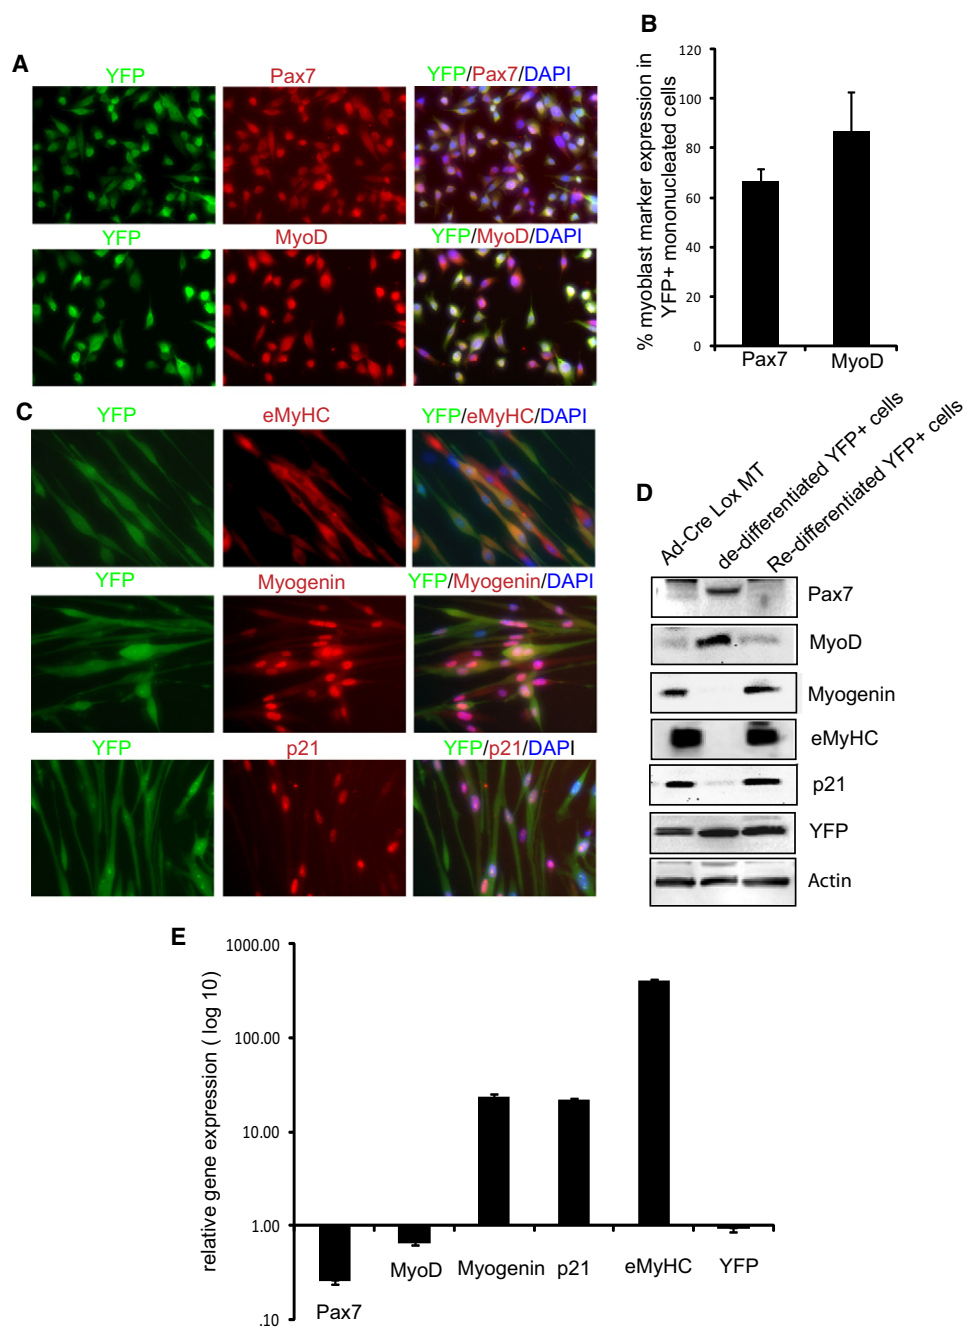 A
YFP
Pax7
YFP/Pax7/DAPI
YFP
MyoD
YFP/MyoD/DAPI
B
% myoblast marker expression in
YFP+ mononucleated cells
120
100
80
60
40
20
0
Pax7
MyoD
C
YFP
eMyHC
YFP/eMyHC/DAPI
YFP
Myogenin
YFP/Myogenin/DAPI
YFP
p21
YFP/p21/DAPI
D
Ad-Cre Lox MT
de-differentiated YFP+ cells
Re-differentiated YFP+ cells
Pax7
MyoD
Myogenin
eMyHC
p21
YFP
Actin
E
relative gene expression ( log 10)
1000.00
100.00
10.00
1.00
.10
Pax7
MyoD
Myogenin
p21
eMyHC
YFP